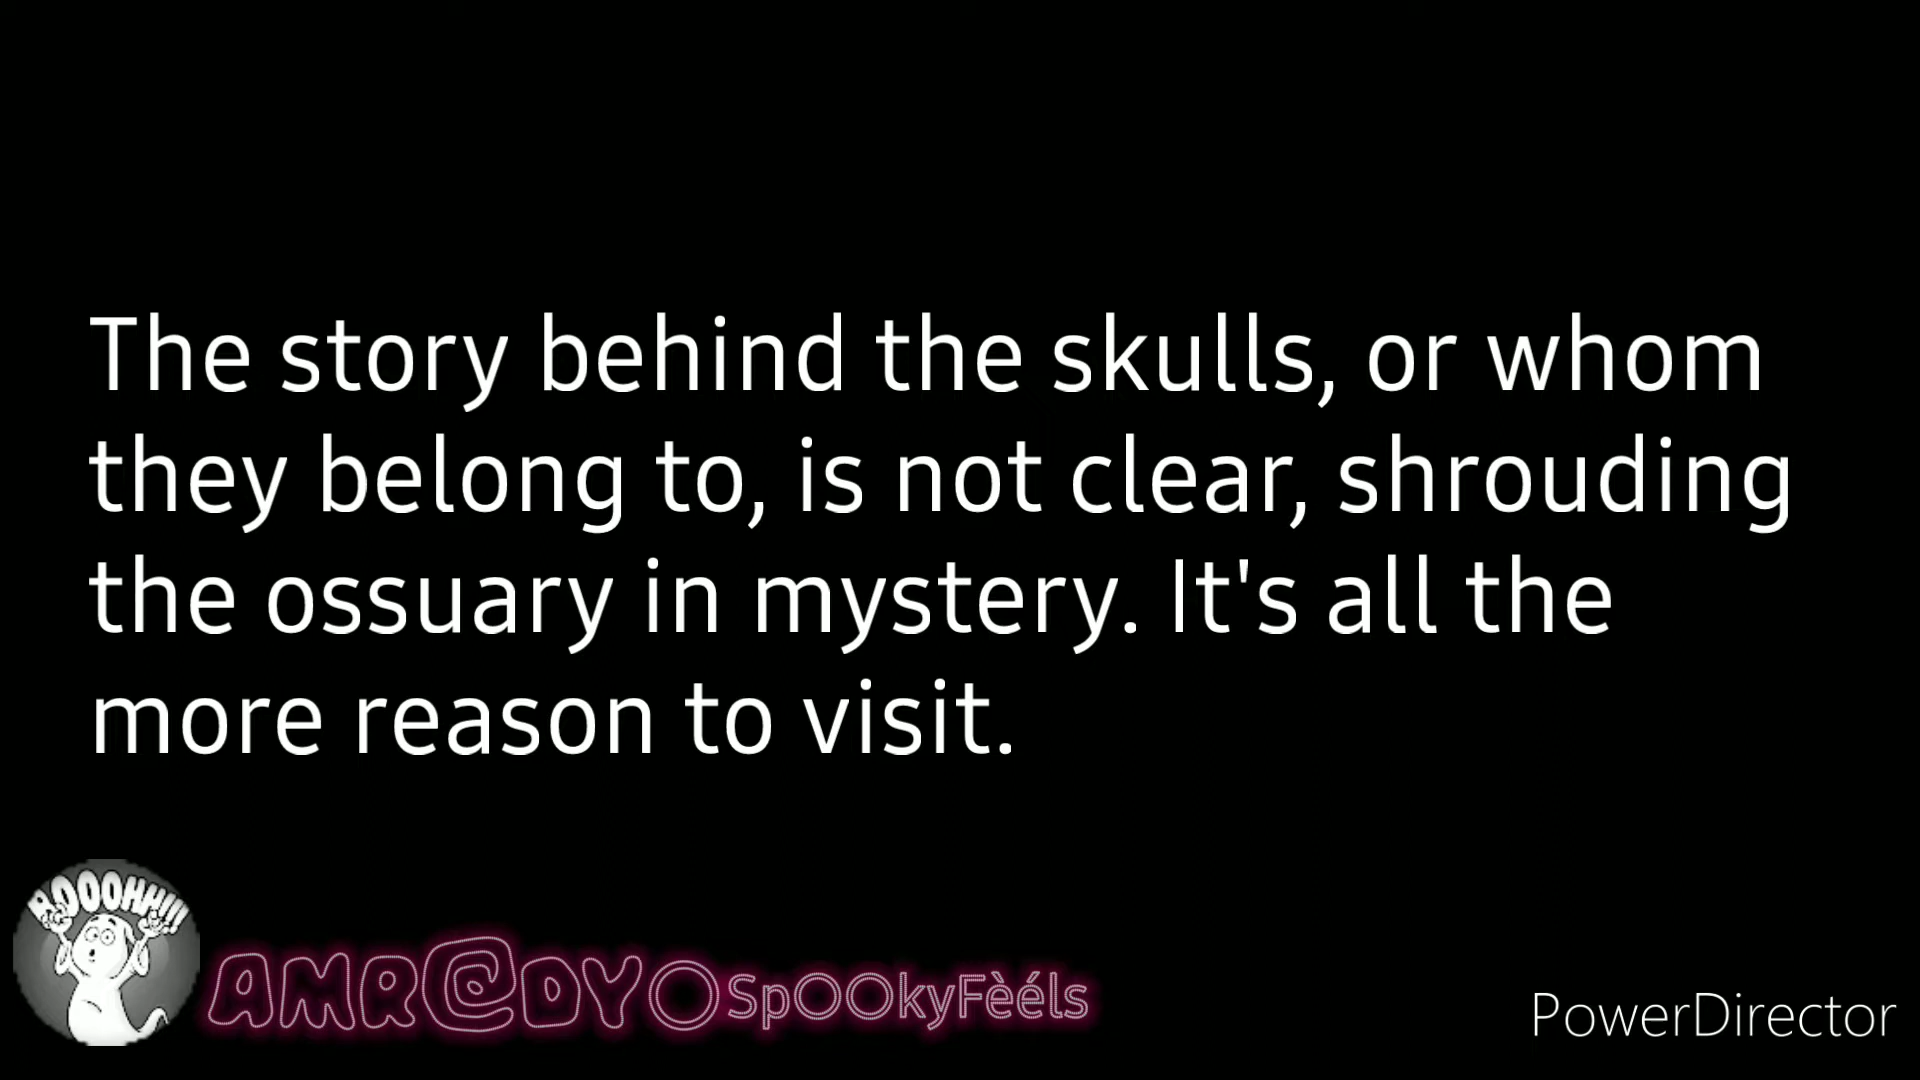 The story behind the skulls, or whom
they belong to, is not clear, shrouding
the ossuary in mystery. It's all the
more reason to visit.
BOOOHH!!!
AMR@DYOSpOOkyFèéls
PowerDirector